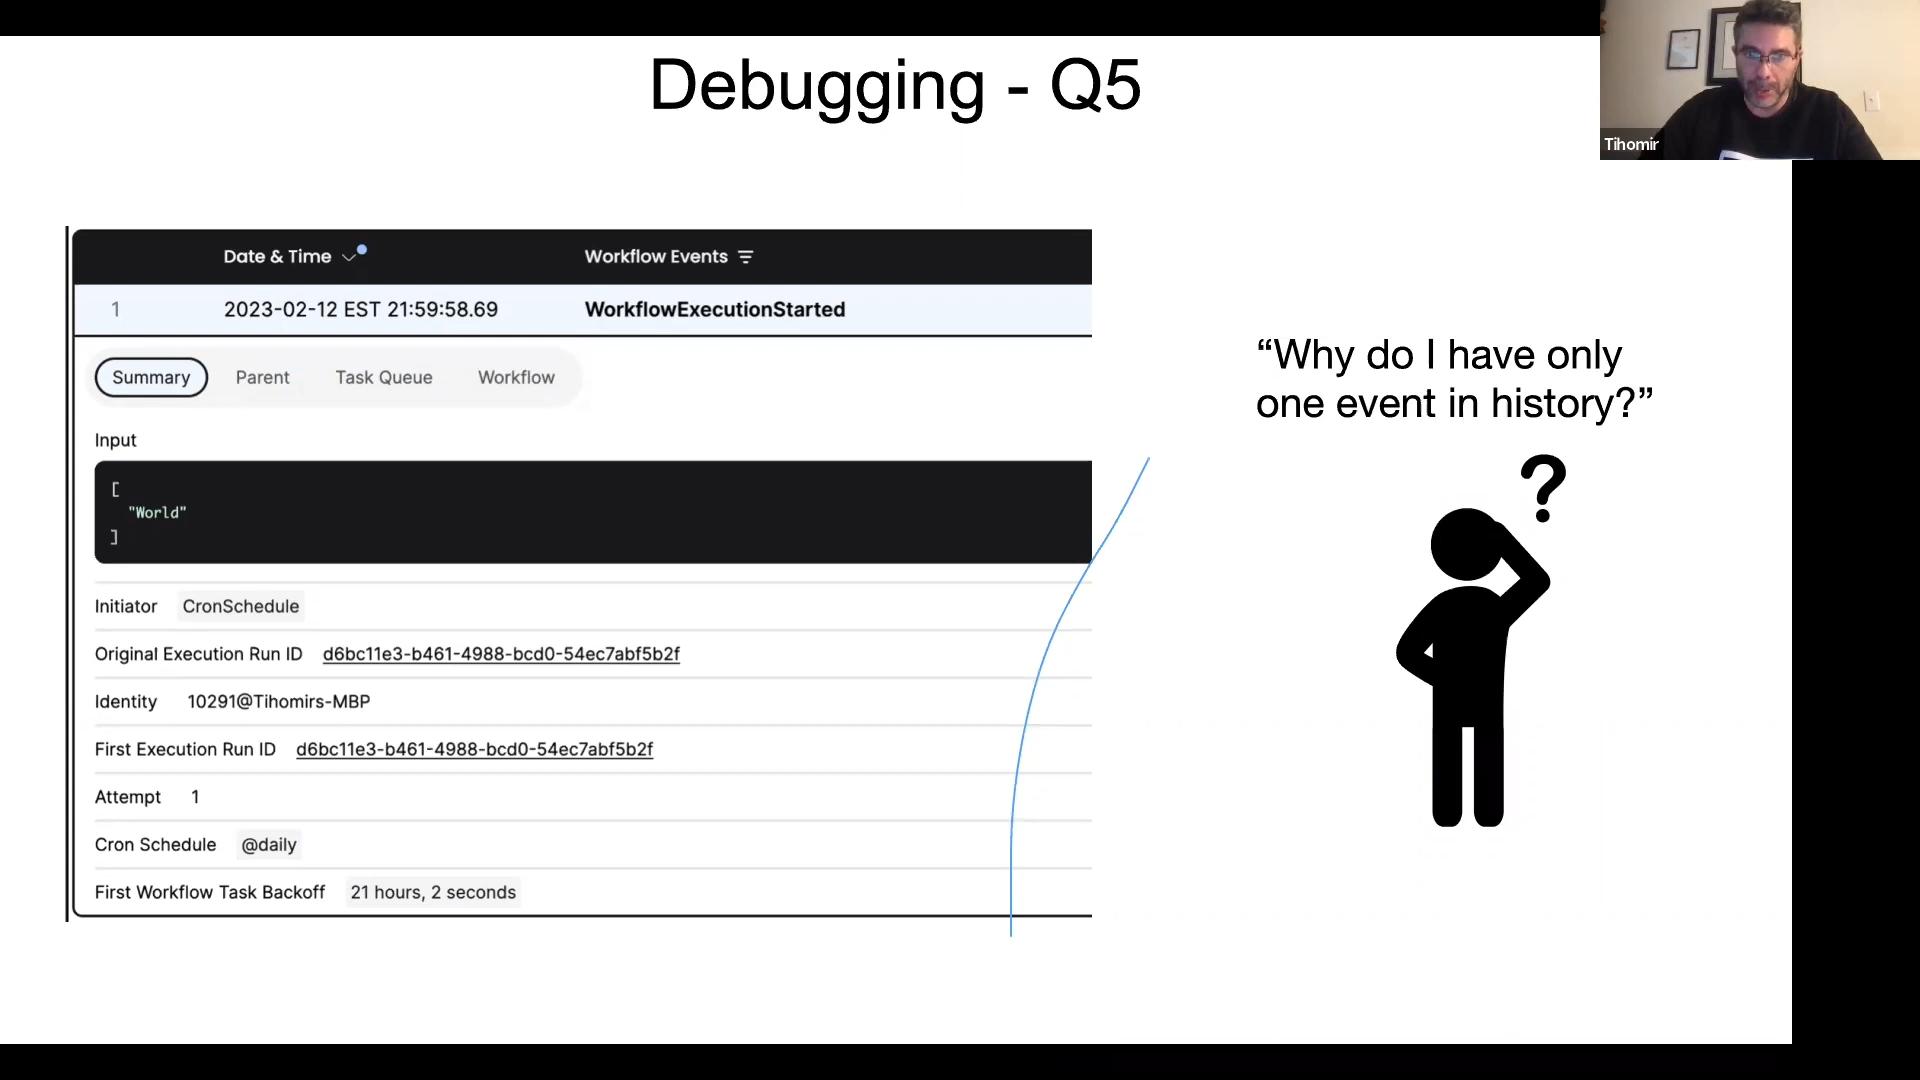 Debugging - Q5
Tihomir
Date & Time
Workflow Events
1
2023-02-12 EST 21:59:58.69
WorkflowExecutionStarted
Summary
Parent
Task Queue
Workflow
Input
[
"World"
]
Initiator CronSchedule
Original Execution Run ID d6bc11e3-b461-4988-bcd0-54ec7abf5b2f
Identity 10291@Tihomirs-MBP
First Execution Run ID d6bc11e3-b461-4988-bcd0-54ec7abf5b2f
Attempt 1
Cron Schedule @daily
First Workflow Task Backoff 21 hours, 2 seconds
“Why do I have only
one event in history?”
?